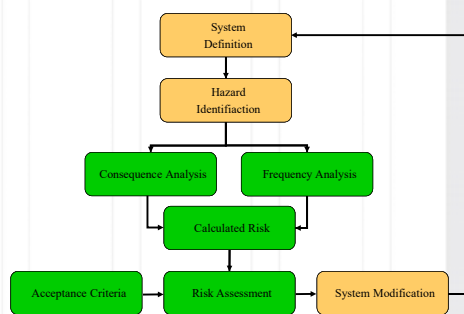 System
Definition
Hazard
Identifiaction
Consequence Analysis
Frequency Analysis
Calculated Risk
Acceptance Criteria
Risk Assessment
System Modification